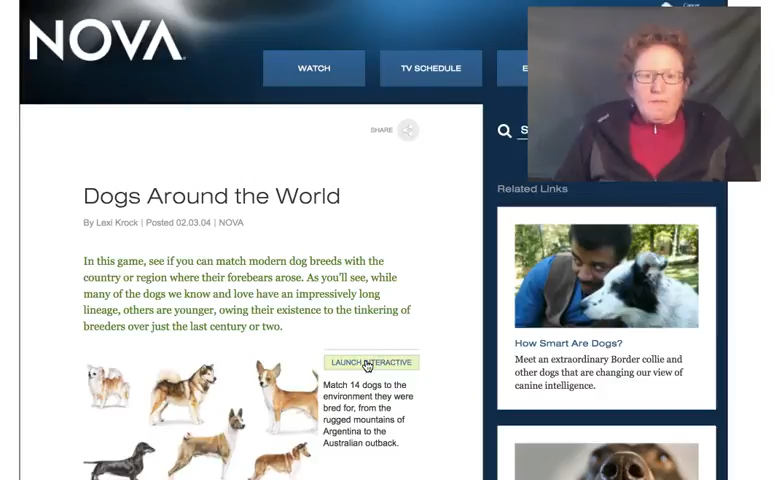 Cancer
NOVA
WATCH
TV SCHEDULE
E
SHARE
S
Dogs Around the World
By Lexi Krock | Posted 02.03.04 | NOVA
Related Links
In this game, see if you can match modern dog breeds with the
country or region where their forebears arose. As you'll see, while
many of the dogs we know and love have an impressively long
lineage, others are younger, owing their existence to the tinkering of
breeders over just the last century or two.
How Smart Are Dogs?
Meet an extraordinary Border collie and
other dogs that are changing our view of
canine intelligence.
LAUNCH INTERACTIVE
Match 14 dogs to the
environment they were
bred for, from the
rugged mountains of
Argentina to the
Australian outback.